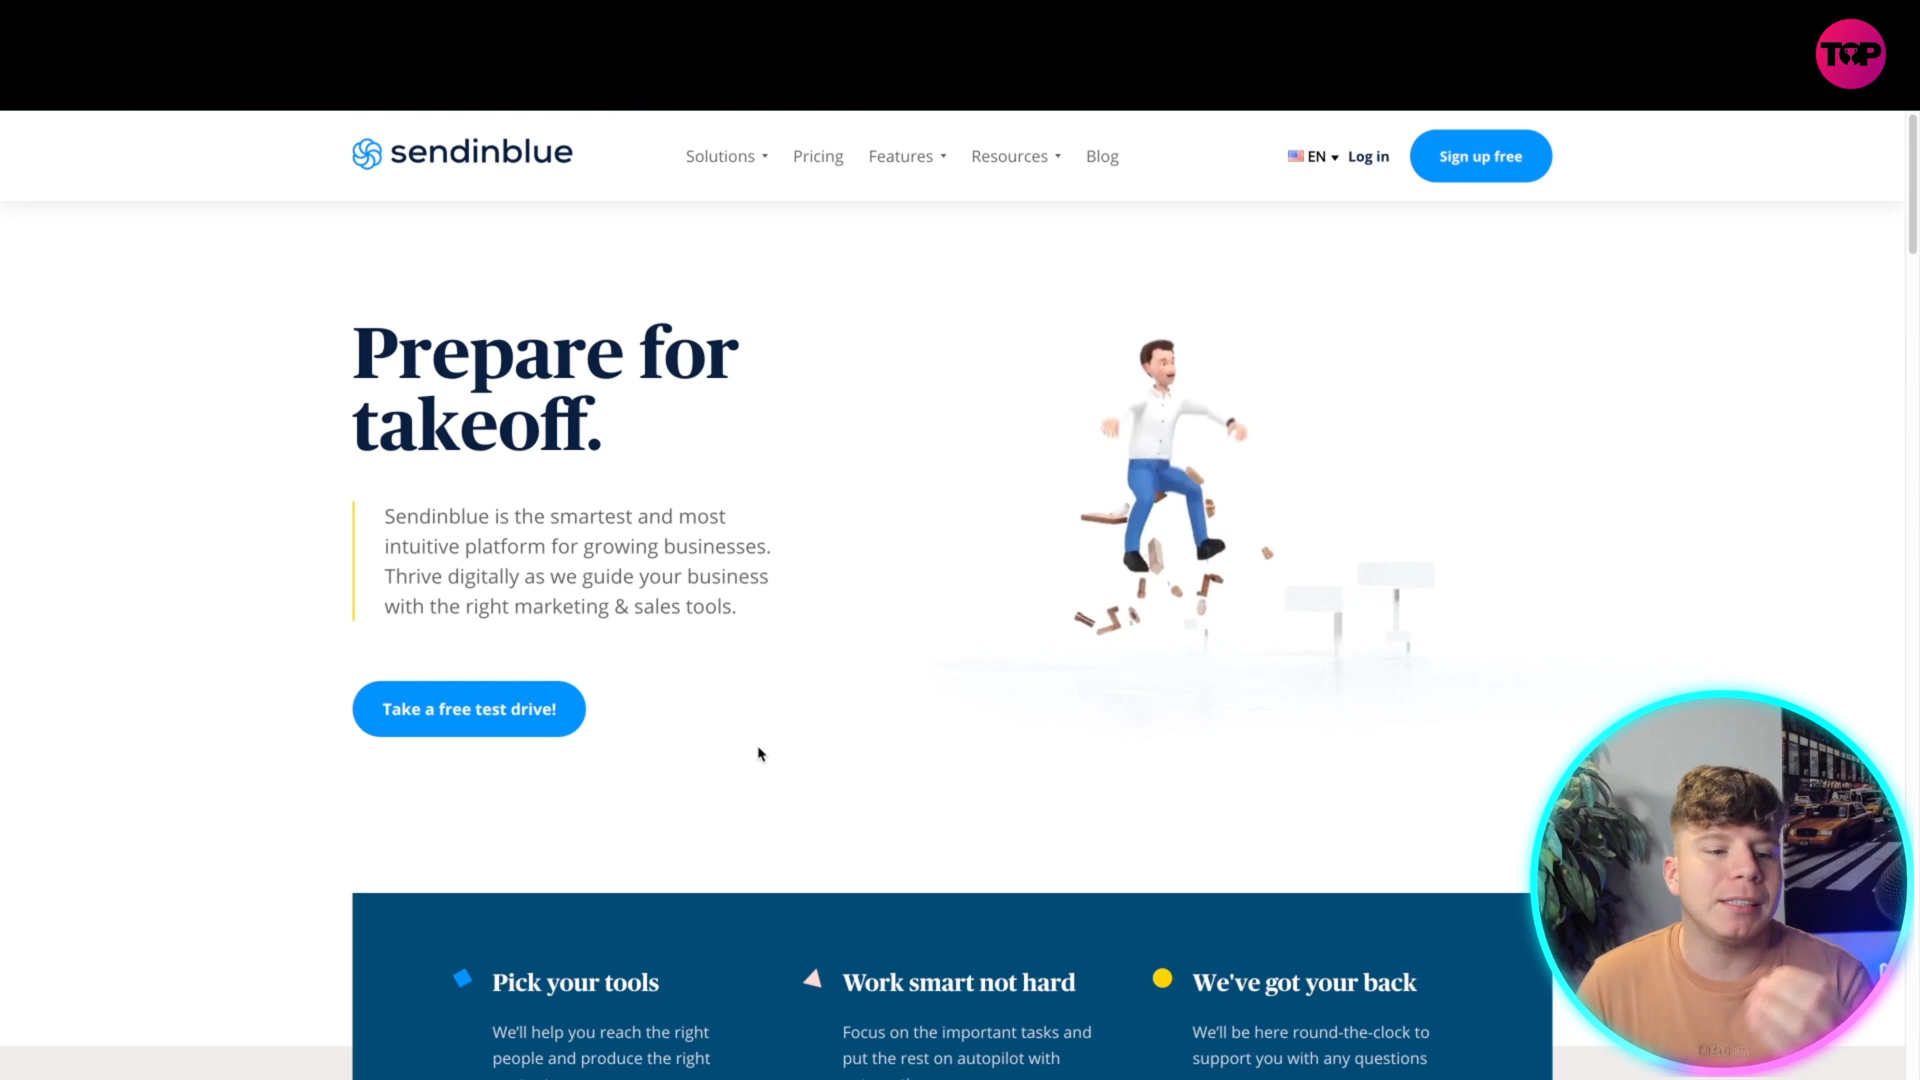 TOP
sendinblue
Solutions
Pricing
Features
Resources
Blog
EN
Log in
Sign up free
Prepare for
takeoff.
Sendinblue is the smartest and most
intuitive platform for growing businesses.
Thrive digitally as we guide your business
with the right marketing & sales tools.
Take a free test drive!
Pick your tools
We'll help you reach the right
people and produce the right
Work smart not hard
Focus on the important tasks and
put the rest on autopilot with
We've got your back
We'll be here round-the-clock to
support you with any questions